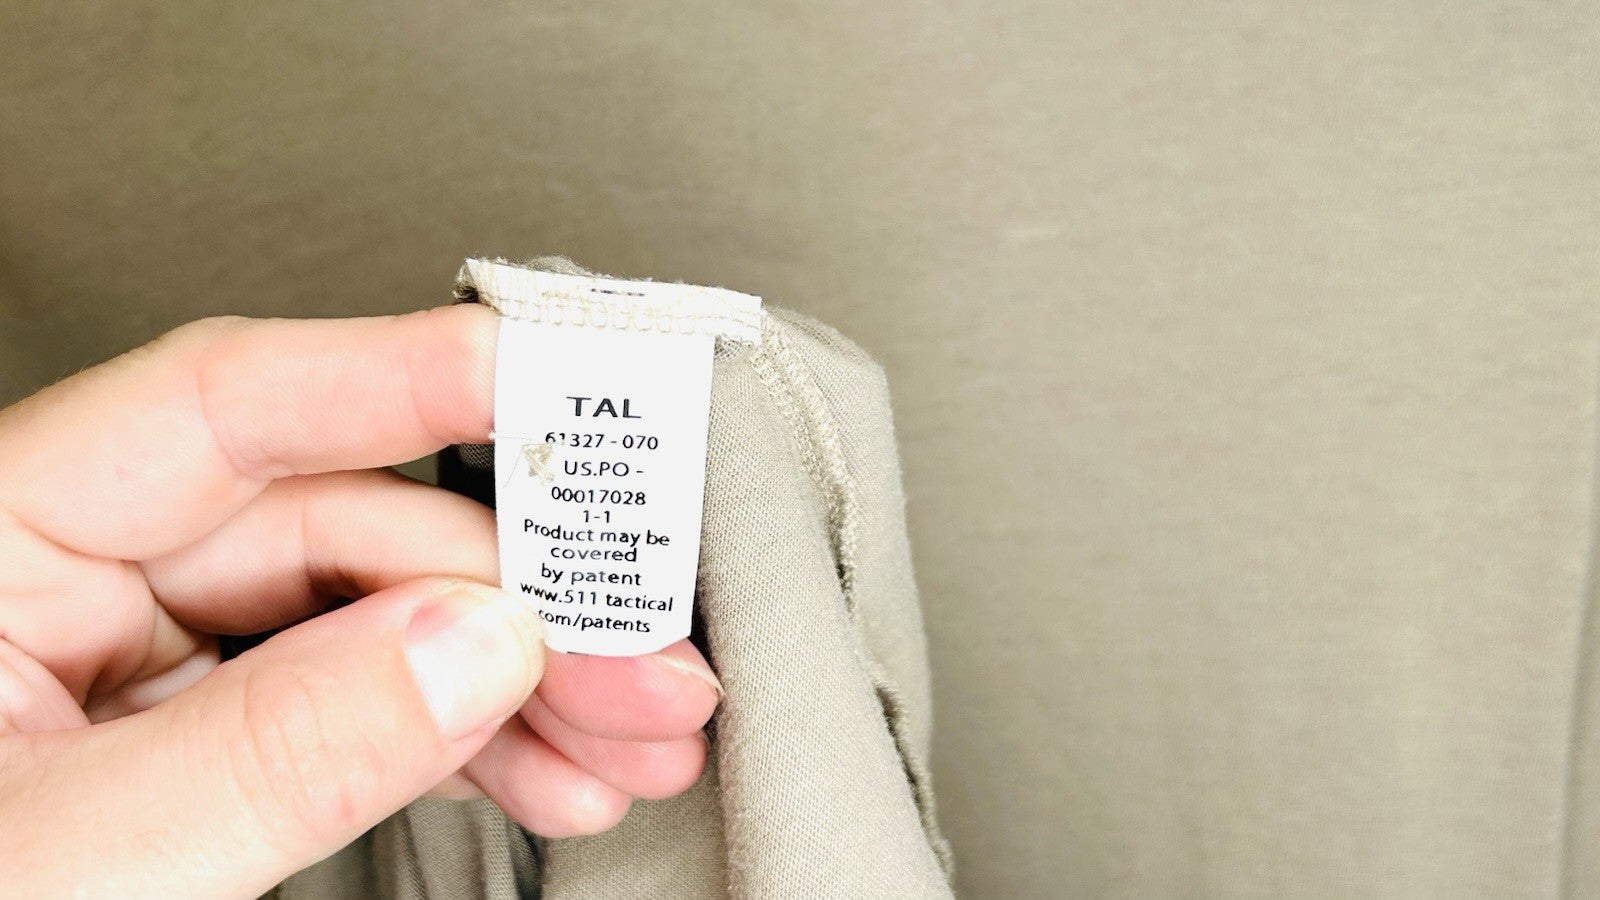 TAL
61327 - 070
US.PO -
00017028
1-1
Product may be
covered
by patent
www.511 tactical
.com/patents